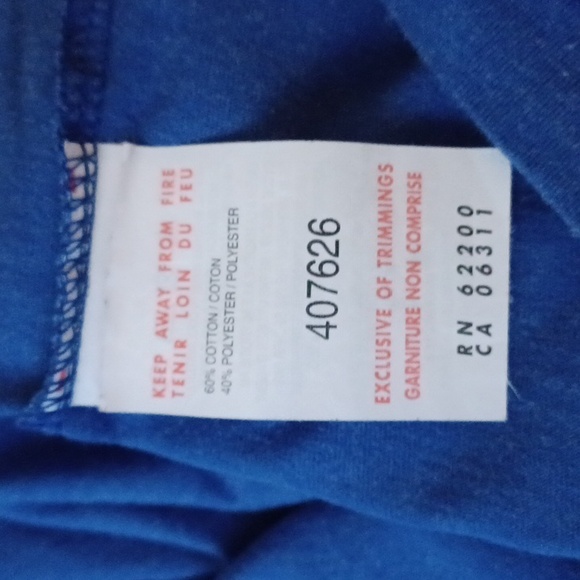 KEEP AWAY FROM FIRE
TENIR LOIN DU FEU
60% COTTON / COTON
40% POLYESTER / POLYESTER
407626
EXCLUSIVE OF TRIMMINGS
GARNITURE NON COMPRISE
RN 62200
CA 06311